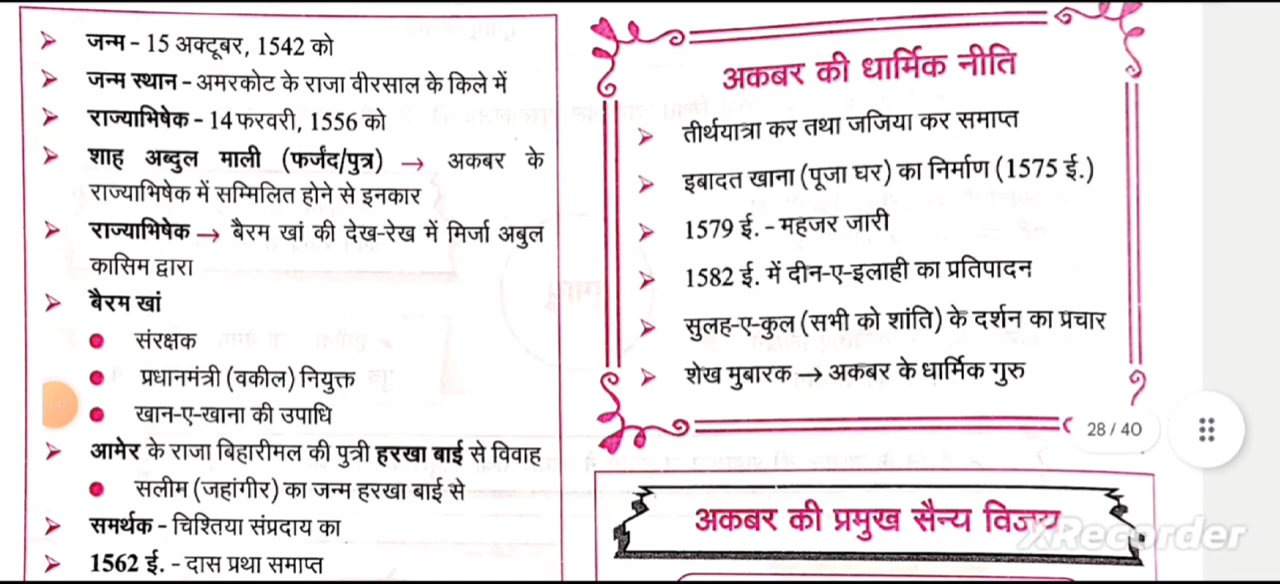 जन्म - 15 अक्टूबर, 1542 को
जन्म स्थान - अमरकोट के राजा वीरसाल के किले में
राज्याभिषेक - 14 फरवरी, 1556 को
शाह अब्दुल माली (फर्जंद/पुत्र) → अकबर के
राज्याभिषेक में सम्मिलित होने से इनकार
राज्याभिषेक → बैरम खां की देख-रेख में मिर्जा अबुल
कासिम द्वारा
बैरम खां
संरक्षक
प्रधानमंत्री (वकील) नियुक्त
खान-ए-खाना की उपाधि
आमेर के राजा बिहारीमल की पुत्री हरखा बाई से विवाह
सलीम (जहांगीर) का जन्म हरखा बाई से
समर्थक - चिश्तिया संप्रदाय का
1562 ई. - दास प्रथा समाप्त
अकबर की धार्मिक नीति
तीर्थयात्रा कर तथा जजिया कर समाप्त
इबादत खाना (पूजा घर) का निर्माण (1575 ई.)
1579 ई. - महजर जारी
1582 ई. में दीन-ए-इलाही का प्रतिपादन
सुलह-ए-कुल (सभी को शांति) के दर्शन का प्रचार
शेख मुबारक → अकबर के धार्मिक गुरु
28 / 40
अकबर की प्रमुख सैन्य विजय
XRecorder